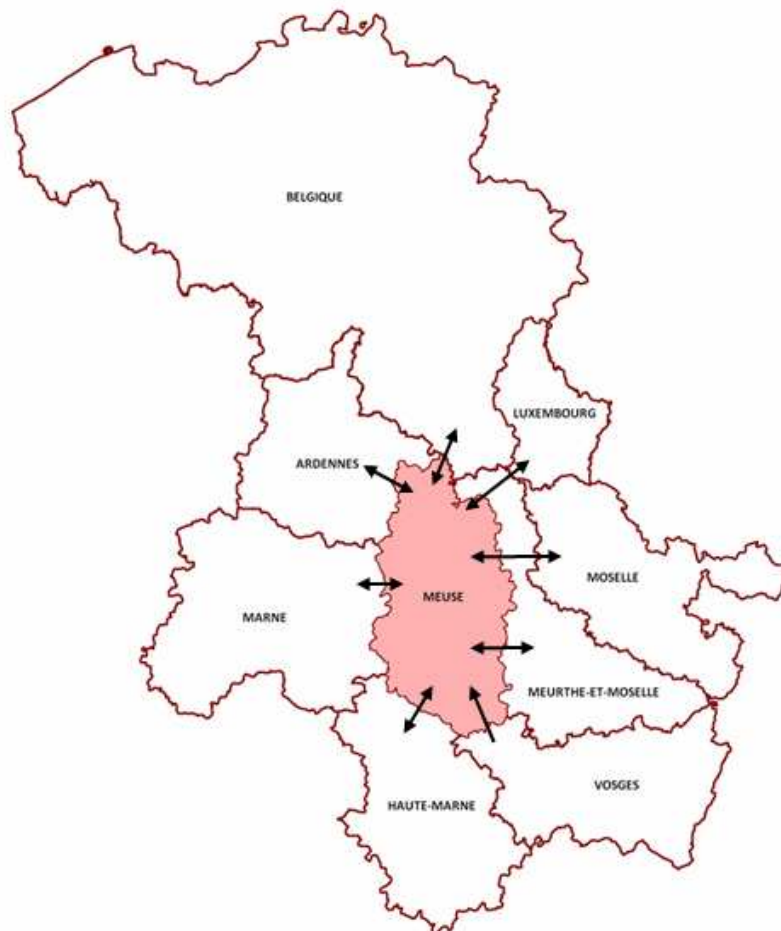 BELGIQUE
LUXEMBOURG
ARDENNES
MOSELLE
MEUSE
MARNE
MEURTHE-ET-MOSELLE
VOSGES
HAUTE-MARNE